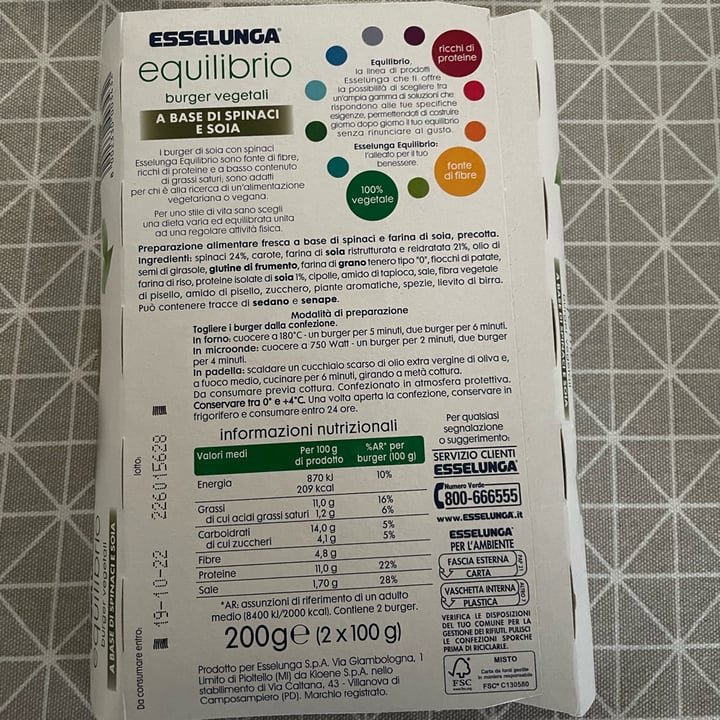 ESSELUNGA
equilibrio
burger vegetali
A BASE DI SPINACI
E SOIA
I burger di soia con spinaci
Esselunga Equilibrio sono fonte di fibre,
ricchi di proteine e a basso contenuto
di grassi saturi; sono adatti
per chi è alla ricerca di un'alimentazione
vegetariana o vegana.
Per uno stile di vita sano scegli
una dieta varia ed equilibrata unita
ad una regolare attività fisica.
ricchi di
proteine
Equilibrio,
la linea di prodotti
Esselunga che ti offre
la possibilità di scegliere tra
un'ampia gamma di soluzioni che
rispondono alle tue specifiche
esigenze, permettendoti di costruire
giorno dopo giorno il tuo equilibrio
senza rinunciare al gusto.
Esselunga Equilibrio:
l'alleato per il tuo
benessere.
fonte
di fibre
100%
vegetale
Preparazione alimentare fresca a base di spinaci e farina di soia, precotta.
Ingredienti: spinaci 24%, carote, farina di soia ristrutturata e reidratata 21%, olio di
semi di girasole, glutine di frumento, farina di grano tenero tipo "0", fiocchi di patate,
farina di riso, proteine isolate di soia 1%, cipolle, amido di tapioca, sale, fibra vegetale
di pisello, amido di pisello, zucchero, piante aromatiche, spezie, lievito di birra.
Può contenere tracce di sedano e senape.
Modalità di preparazione
Togliere i burger dalla confezione.
In forno: cuocere a 180°C - un burger per 5 minuti, due burger per 6 minuti.
In microonde: cuocere a 750 Watt - un burger per 2 minuti, due burger
per 4 minuti.
In padella: scaldare un cucchiaio scarso di olio extra vergine di oliva e,
a fuoco medio, cucinare per 6 minuti, girando a metà cottura.
Da consumare previa cottura. Confezionato in atmosfera protettiva.
Conservare tra 0° e +4°C. Una volta aperta la confezione, conservare in
frigorifero e consumare entro 24 ore.
informazioni nutrizionali
Valori medi Per 100 g di prodotto %AR* per burger (100 g)
Energia 870 kJ 10%
209 kcal
Grassi 11,0 g 16%
di cui acidi grassi saturi 1,2 g 6%
Carboidrati 14,0 g 5%
di cui zuccheri 4,1 g 5%
Fibre 4,8 g
Proteine 11,0 g 22%
Sale 1,70 g 28%
*AR: assunzioni di riferimento di un adulto
medio (8400 kJ/2000 kcal). Contiene 2 burger.
200g e (2 x 100 g)
Prodotto per Esselunga S.p.A. Via Giambologna, 1
Limito di Pioltello (MI) da Kioene S.p.A. nello
stabilimento di Via Caltana, 43 - Villanova di
Camposampiero (PD). Marchio registrato.
Per qualsiasi
segnalazione
o suggerimento:
SERVIZIO CLIENTI
ESSELUNGA
Numero Verde
800-666555
www.ESSELUNGA.it
ESSELUNGA
PER L'AMBIENTE
FASCIA ESTERNA
CARTA
PAP 21
VASCHETTA INTERNA
PLASTICA
ALTRO 7
VERIFICA LE DISPOSIZIONI
DEL TUO COMUNE PER LA
GESTIONE DEI RIFIUTI. PULISCI
LE CONFEZIONI SPORCHE
PRIMA DI RICICLARLE.
FSC
www.fsc.org
MISTO
Carta da fonti gestite
in maniera responsabile
FSC® C130580
lotto:
226015628
Da consumare entro:
19-10-22
equilibrio
burger vegetali
A BASE DI SPINACI E SOIA